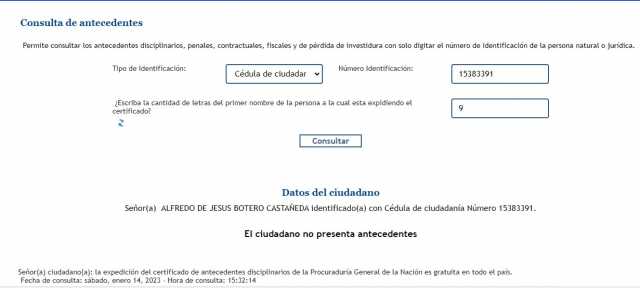 Consulta de antecedentes
Permite consultar los antecedentes disciplinarios, penales, contractuales, fiscales y de pérdida de investidura con solo digitar el número de identificación de la persona natural o jurídica.
Tipo de Identificación: Cédula de ciudadar Número Identificación: 15383391
¿Escriba la cantidad de letras del primer nombre de la persona a la cual esta expidiendo el 9
certificado?
Consultar
Datos del ciudadano
Señor(a) ALFREDO DE JESUS BOTERO CASTAÑEDA identificado(a) con Cédula de ciudadanía Número 15383391.
El ciudadano no presenta antecedentes
Señor(a) ciudadano(a): la expedición del certificado de antecedentes disciplinarios de la Procuraduría General de la Nación es gratuita en todo el país.
Fecha de consulta: sábado, enero 14, 2023 - Hora de consulta: 15:32:14